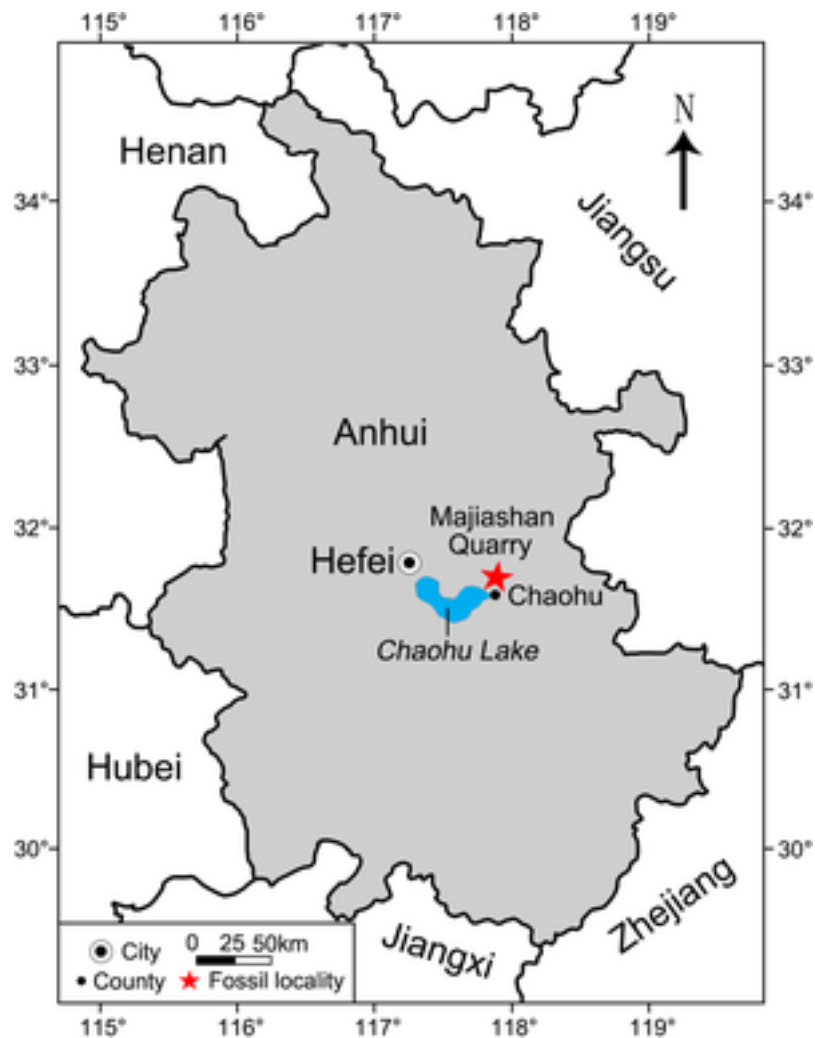 115° 116° 117° 118° 119°
N
Henan
34° 34°
Jiangsu
33° 33°
Anhui
32° 32°
Majiashan
Quarry
Hefei
Chaohu
Chaohu Lake
31° 31°
Hubei
30° 30°
Zhejiang
Jiangxi
City 0 25 50km
County Fossil locality
115° 116° 117° 118° 119°